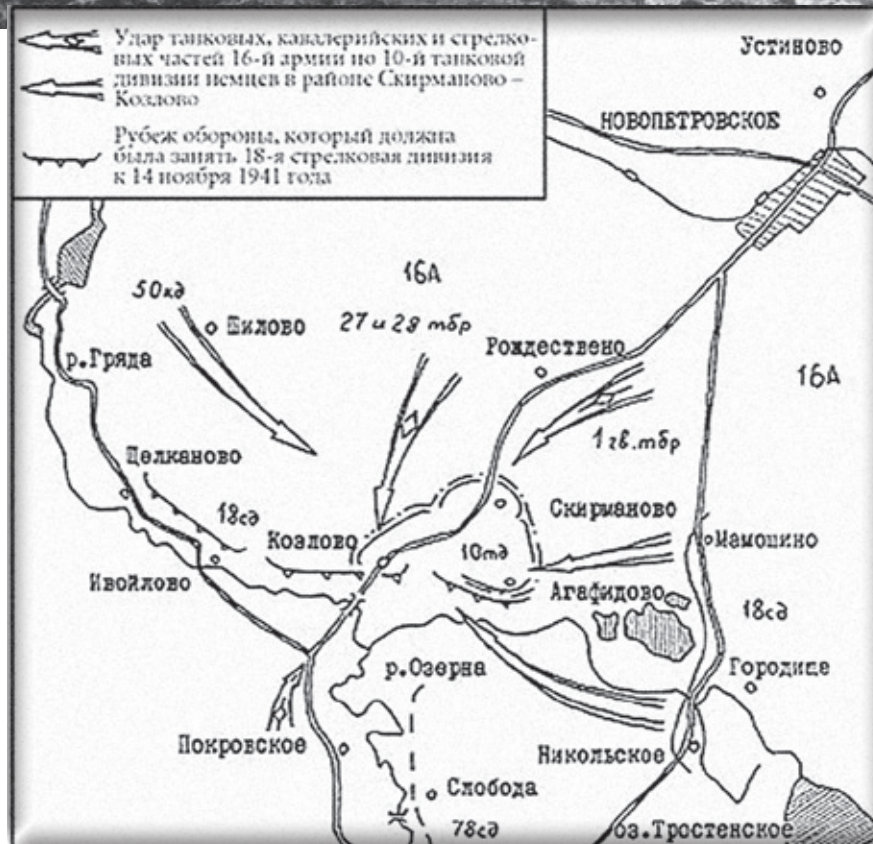 Удар танковых, кавалерийских и стрелко-
вых частей 16-й армии по 10-й танковой
дивизии немцев в районе Скирманово –
Козлово
Рубеж обороны, который должна
была занять 18-я стрелковая дивизия
к 14 ноября 1941 года
Устиново
НОВОПЕТРОВСКОЕ
16А
50кд
Шилово
27 и 28 тбр
р.Гряда
Рождествено
16А
1 гв.тбр
Щелканово
18сд
Скирманово
Козлово
10тд
Мамошино
Ивойлово
Агафидово
18сд
р.Озерна
Городище
Покровское
Никольское
Слобода
78сд
оз.Тростенское